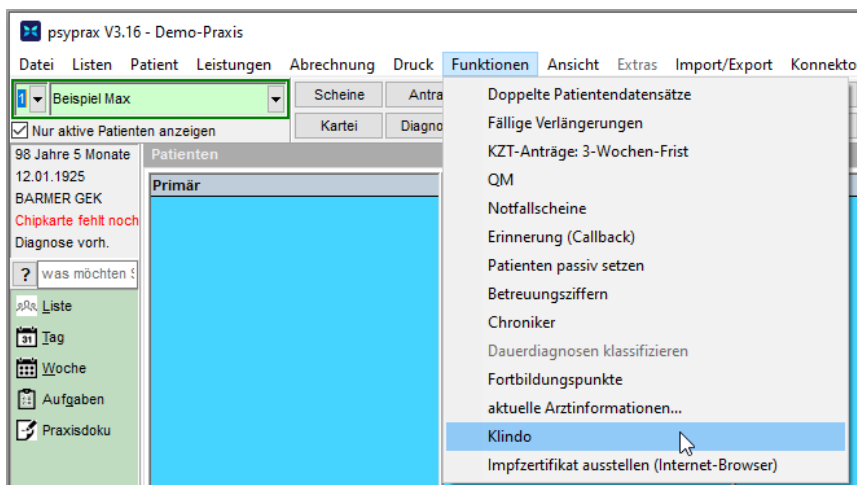 psyprax V3.16 - Demo-Praxis
Datei Listen Patient Leistungen Abrechnung Druck Funktionen Ansicht Extras Import/Export Konnekto
1 Beispiel Max Scheine Antra
Nur aktive Patienten anzeigen Kartei Diagno
98 Jahre 5 Monate
12.01.1925
BARMER GEK
Chipkarte fehlt noch
Diagnose vorh.
? was möchten S
Liste
31 Tag
Woche
Aufgaben
Praxisdoku
Patienten
Primär
Doppelte Patientendatensätze
Fällige Verlängerungen
KZT-Anträge: 3-Wochen-Frist
QM
Notfallscheine
Erinnerung (Callback)
Patienten passiv setzen
Betreuungsziffern
Chroniker
Dauerdiagnosen klassifizieren
Fortbildungspunkte
aktuelle Arztinformationen...
Klindo
Impfzertifikat ausstellen (Internet-Browser)